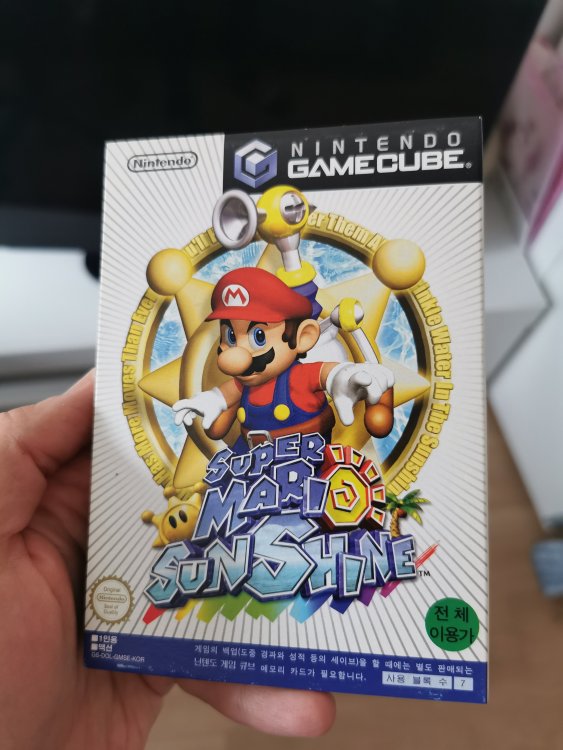 Nintendo
NINTENDO
GAMECUBE
M
SUPER
MARIO
SUNSHINE™
Original
Nintendo
Seal of
Quality
전체
이용가
■1인용
■액션
G6-DOL-GMSE-KOR
게임의 백업(도중 경과와 성적 등의 세이브)을 할 때에는 별도 판매되는
닌텐도 게임 큐브 메모리 카드가 필요합니다.
사용 블록 수 7